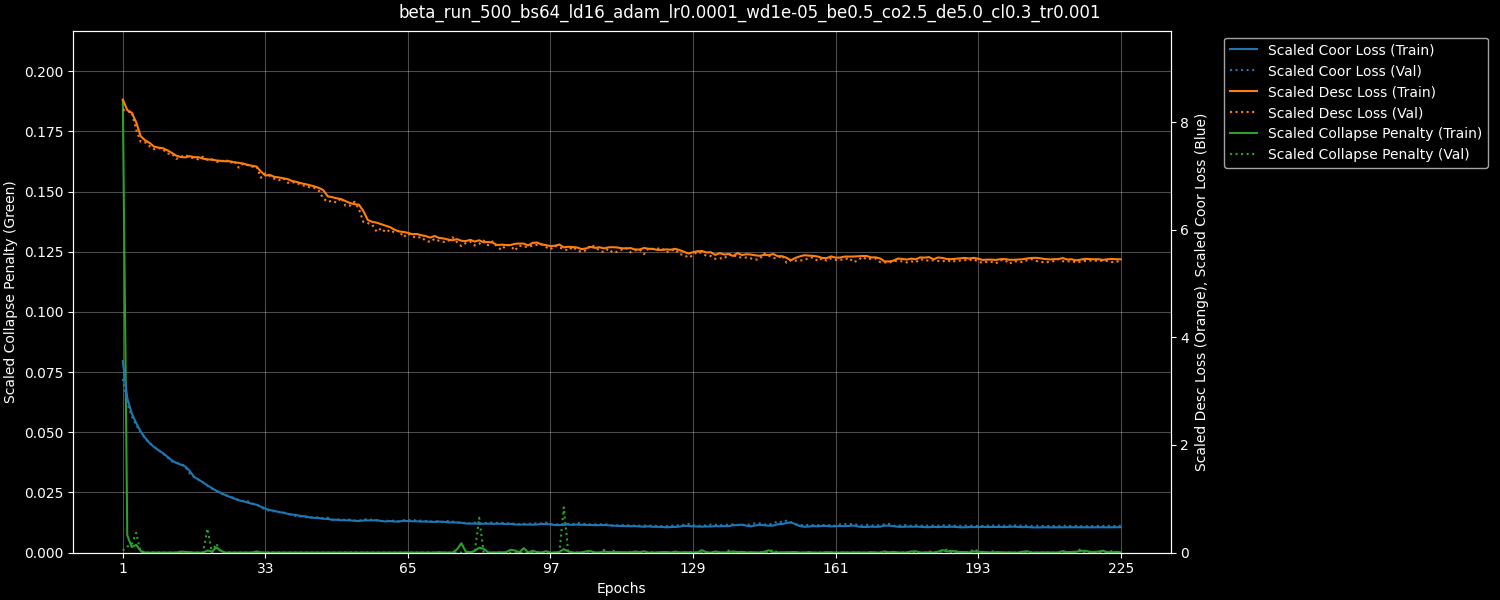 beta_run_500_bs64_ld16_adam_lr0.0001_wd1e-05_be0.5_co2.5_de5.0_cl0.3_tr0.001
Scaled Collapse Penalty (Green)
0.200
0.175
0.150
0.125
0.100
0.075
0.050
0.025
0.000
1
33
65
97
129
161
193
225
Epochs
8
6
4
2
0
Scaled Desc Loss (Orange), Scaled Coor Loss (Blue)
Scaled Coor Loss (Train)
Scaled Coor Loss (Val)
Scaled Desc Loss (Train)
Scaled Desc Loss (Val)
Scaled Collapse Penalty (Train)
Scaled Collapse Penalty (Val)